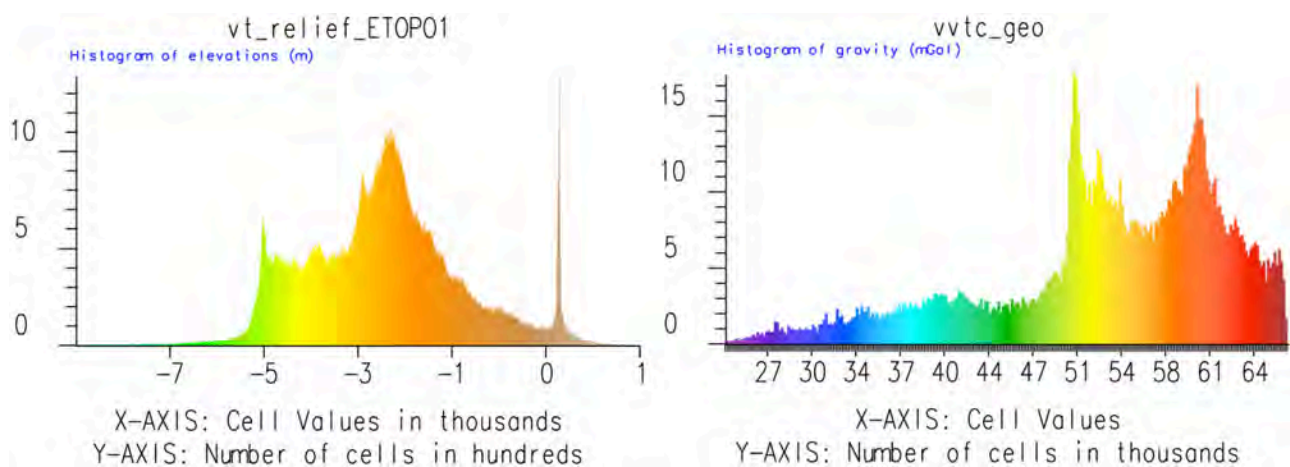 vt_relief_ETOPO1
Histogram of elevations (m)
10
5
0
-7 -5 -3 -1 0 1
X-AXIS: Cell Values in thousands
Y-AXIS: Number of cells in hundreds
vvtc_geo
Histogram of gravity (mGal)
15
10
5
0
27 30 34 37 40 44 47 51 54 58 61 64
X-AXIS: Cell Values
Y-AXIS: Number of cells in thousands